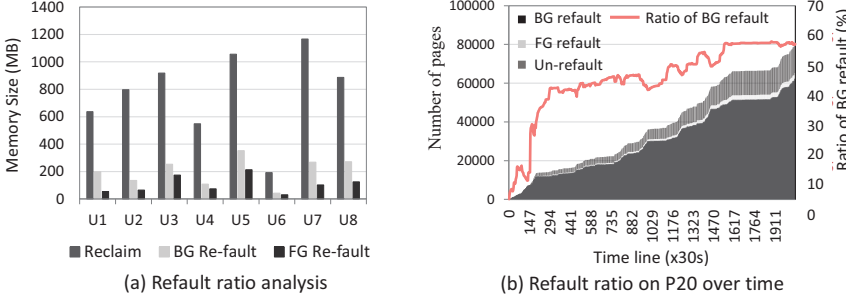 1400
1200
1000
800
600
400
200
0
Memory Size (MB)
U1 U2 U3 U4 U5 U6 U7 U8
Reclaim BG Re-fault FG Re-fault
(a) Refault ratio analysis
100000
80000
60000
40000
20000
0
Number of pages
BG refault Ratio of BG refault
FG refault
Un-refault
70
60
50
40
30
20
10
0
Ratio of BG refault (%)
0 147 294 441 588 735 882 1029 1176 1323 1470 1617 1764 1911
Time line (x30s)
(b) Refault ratio on P20 over time